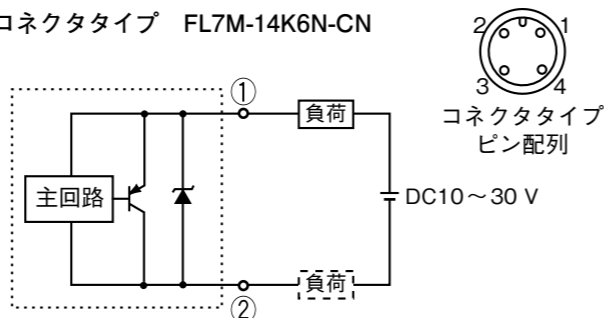 コネクタタイプ　FL7M-14K6N-CN
2 1
3 4
コネクタタイプ
ピン配列
①
負荷
主回路
DC10～30 V
負荷
②